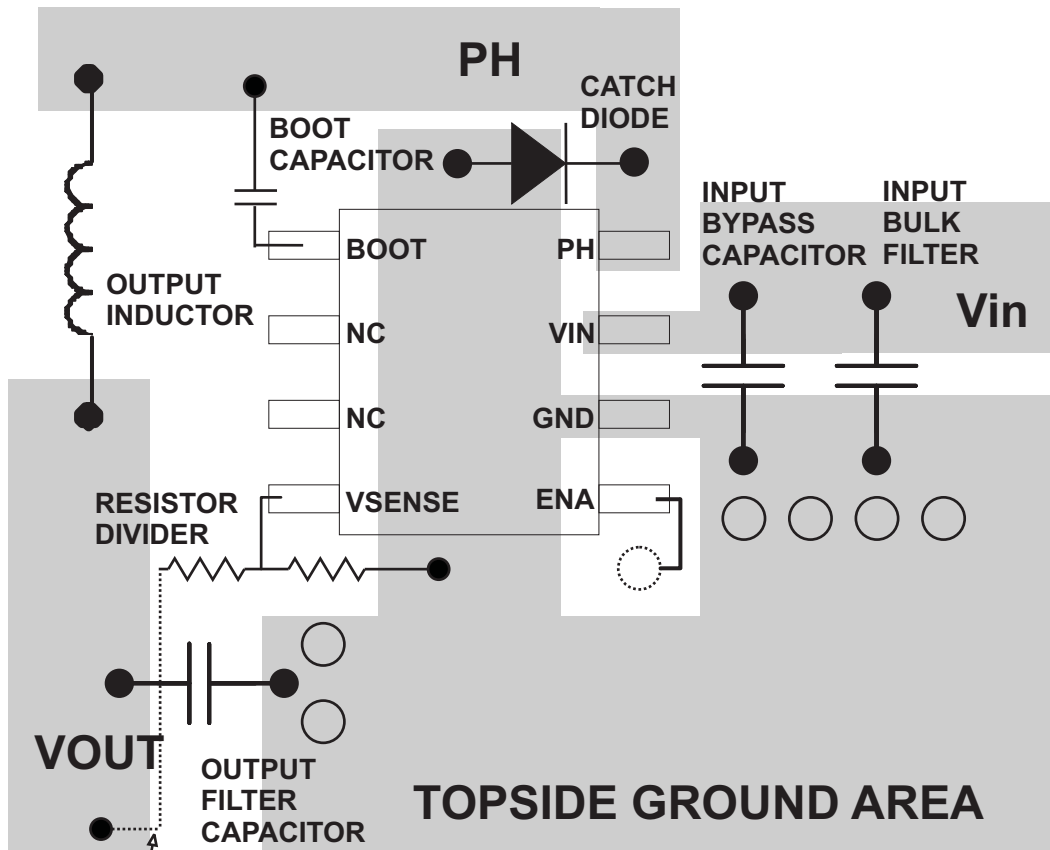 PH
CATCH
DIODE
BOOT
CAPACITOR
INPUT
BYPASS
CAPACITOR
INPUT
BULK
FILTER
BOOT
PH
OUTPUT
INDUCTOR
Vin
NC
VIN
NC
GND
RESISTOR
DIVIDER
VSENSE
ENA
VOUT
OUTPUT
FILTER
CAPACITOR
TOPSIDE GROUND AREA